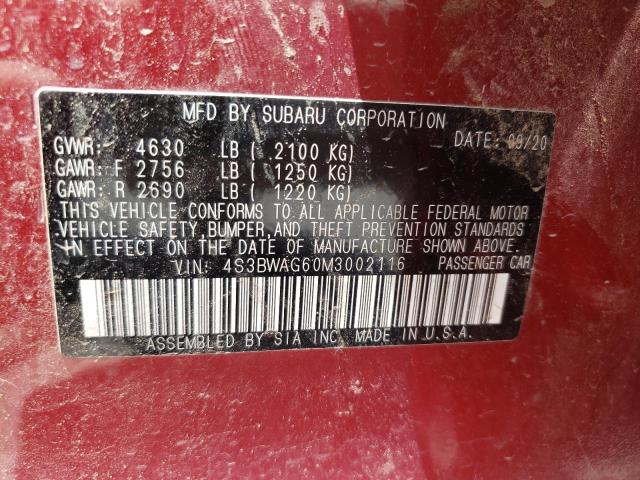 MFD BY SUBARU CORPORATION
DATE: 09/20
GVWR: 4630 LB ( 2100 KG)
GAWR: F 2756 LB ( 1250 KG)
GAWR: R 2690 LB ( 1220 KG)
THIS VEHICLE CONFORMS TO ALL APPLICABLE FEDERAL MOTOR
VEHICLE SAFETY, BUMPER, AND THEFT PREVENTION STANDARDS
IN EFFECT ON THE DATE OF MANUFACTURE SHOWN ABOVE.
VIN: 4S3BWAG60M3002116 PASSENGER CAR
ASSEMBLED BY SIA INC. MADE IN U.S.A.